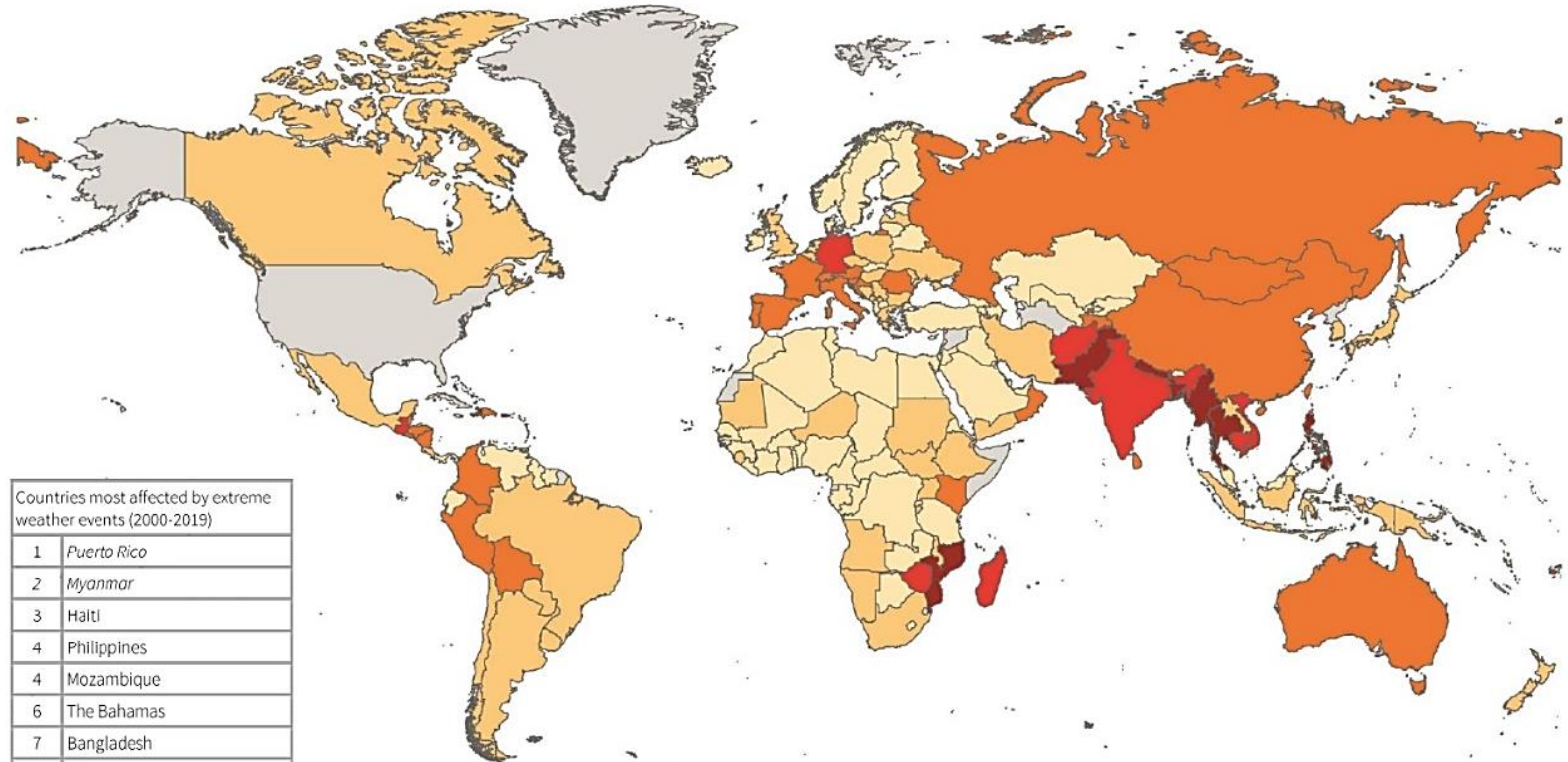 Countries most affected by extreme
weather events (2000-2019)
1 Puerto Rico
2 Myanmar
3 Haiti
4 Philippines
4 Mozambique
6 The Bahamas
7 Bangladesh